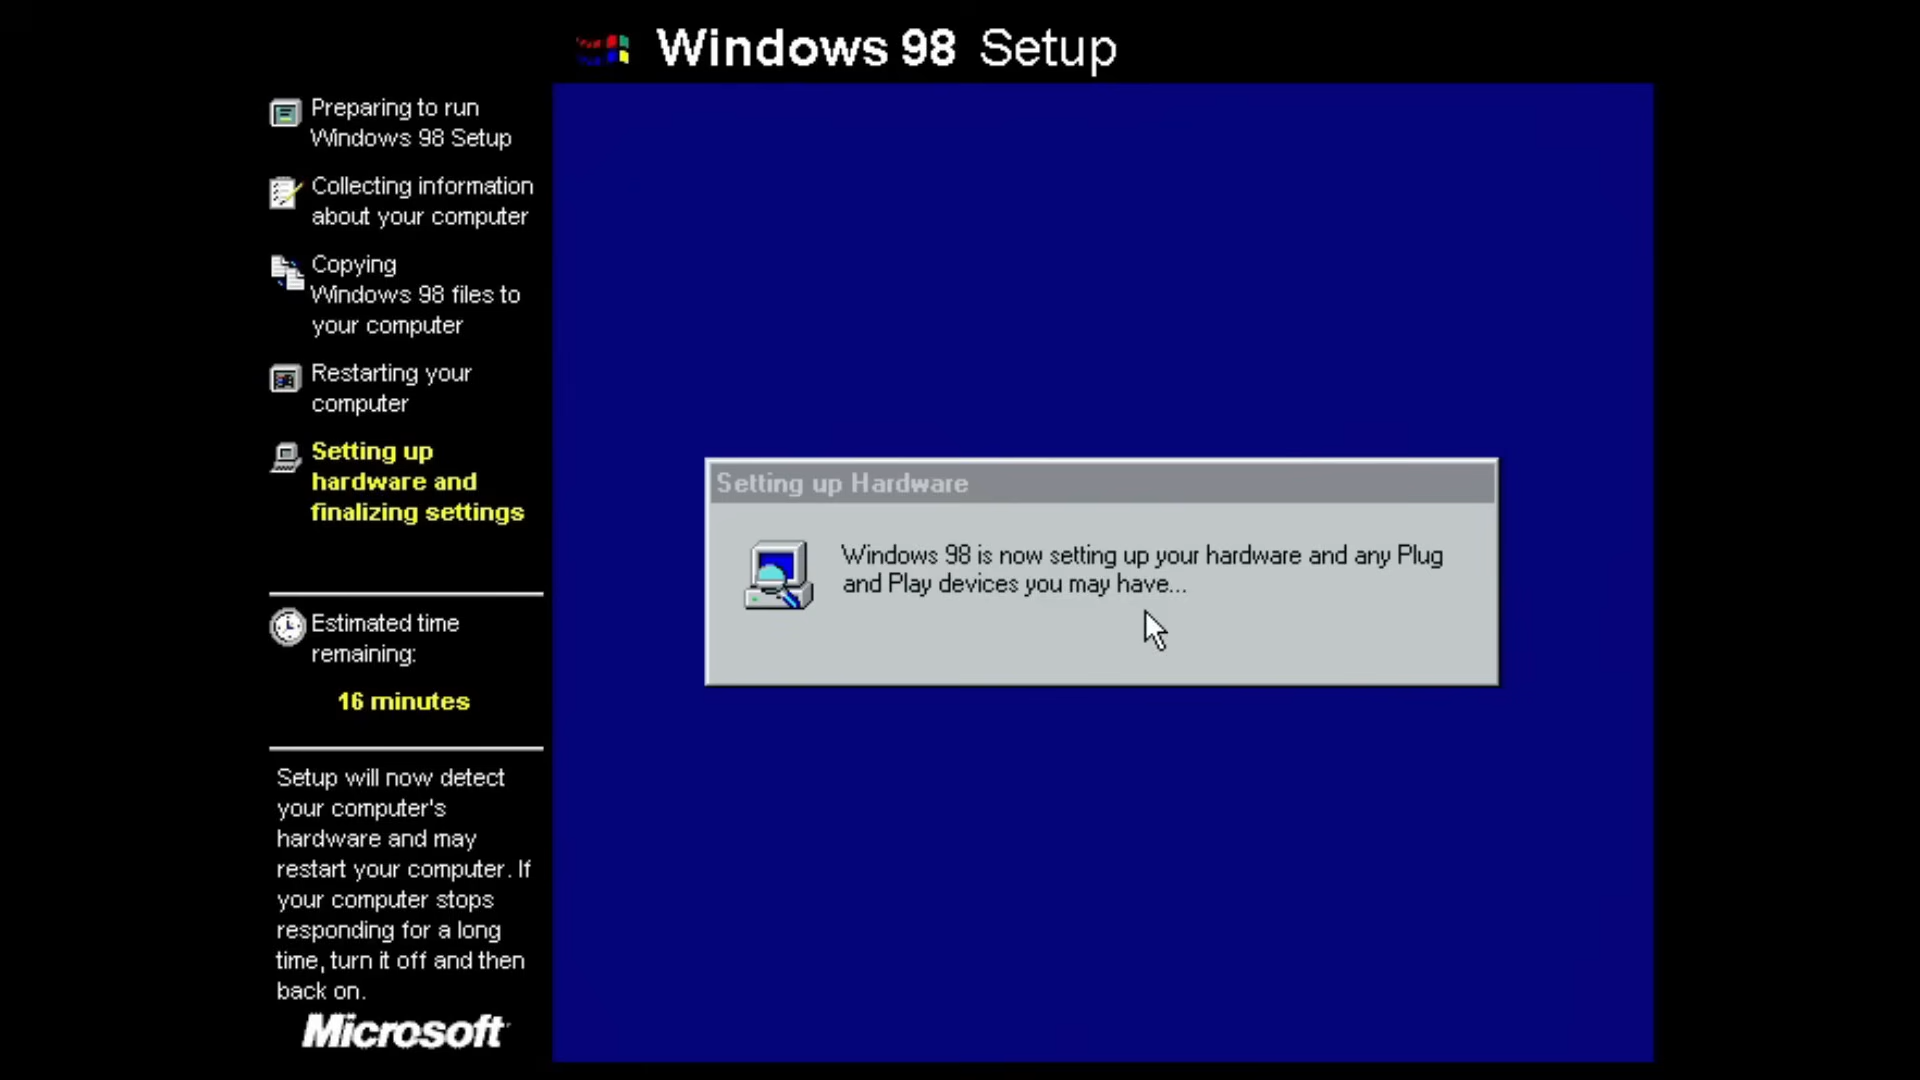 Windows 98 Setup
Preparing to run
Windows 98 Setup
Collecting information
about your computer
Copying
Windows 98 files to
your computer
Restarting your
computer
Setting up
hardware and
finalizing settings
Estimated time
remaining:
16 minutes
Setup will now detect
your computer's
hardware and may
restart your computer. If
your computer stops
responding for a long
time, turn it off and then
back on.
Microsoft
Setting up Hardware
Windows 98 is now setting up your hardware and any Plug
and Play devices you may have...